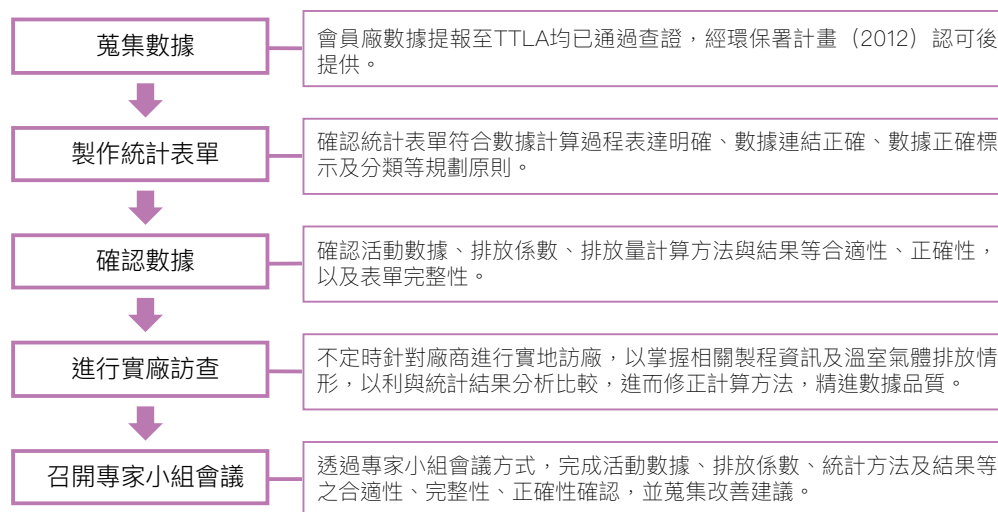 蒐集數據
會員廠數據提報至TTLA均已通過查證，經環保署計畫（2012）認可後
提供。
製作統計表單
確認統計表單符合數據計算過程表達明確、數據連結正確、數據正確標
示及分類等規劃原則。
確認數據
確認活動數據、排放係數、排放量計算方法與結果等合適性、正確性，
以及表單完整性。
進行實廠訪查
不定時針對廠商進行實地訪廠，以掌握相關製程資訊及溫室氣體排放情
形，以利與統計結果分析比較，進而修正計算方法，精進數據品質。
召開專家小組會議
透過專家小組會議方式，完成活動數據、排放係數、統計方法及結果等
之合適性、完整性、正確性確認，並蒐集改善建議。